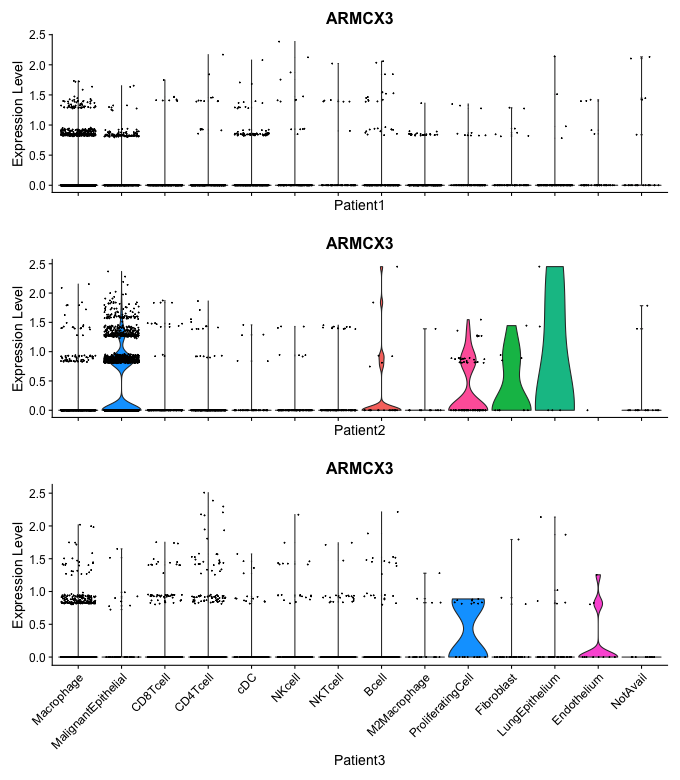 ARMCX3
Expression Level
2.5
2.0
1.5
1.0
0.5
0.0
Patient1
ARMCX3
Expression Level
2.5
2.0
1.5
1.0
0.5
0.0
Patient2
ARMCX3
Expression Level
2.5
2.0
1.5
1.0
0.5
0.0
Macrophage
MalignantEpithelial
CD8Tcell
CD4Tcell
cDC
NKcell
NKTcell
Bcell
M2Macrophage
ProliferatingCell
Fibroblast
LungEpithelium
Endothelium
NotAvail
Patient3